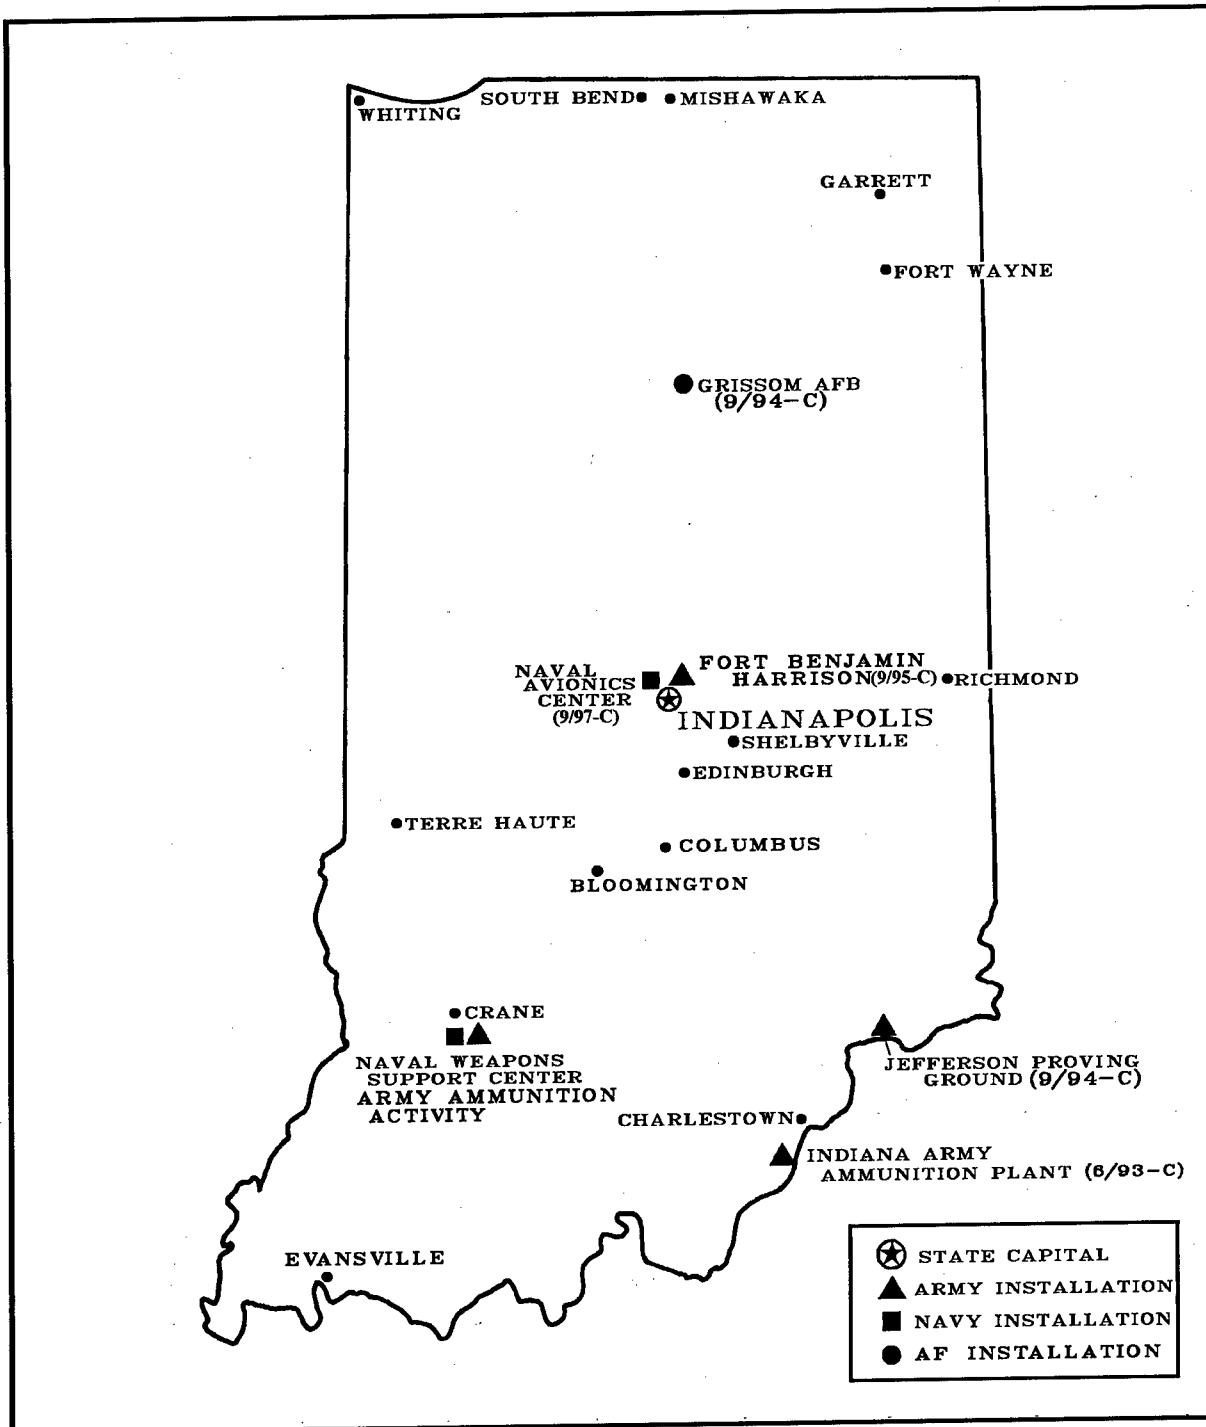 SOUTH BEND
MISHAWAKA
WHITING
GARRETT
FORT WAYNE
GRISSOM AFB
(9/94-C)
NAVAL
AVIONICS
CENTER
(9/97-C)
FORT BENJAMIN
HARRISON(9/95-C)
RICHMOND
INDIANAPOLIS
SHELBYVILLE
EDINBURGH
TERRE HAUTE
COLUMBUS
BLOOMINGTON
CRANE
NAVAL WEAPONS
SUPPORT CENTER
ARMY AMMUNITION
ACTIVITY
JEFFERSON PROVING
GROUND (9/94-C)
CHARLESTOWN
INDIANA ARMY
AMMUNITION PLANT (6/93-C)
EVANSVILLE
STATE CAPITAL
ARMY INSTALLATION
NAVY INSTALLATION
AF INSTALLATION